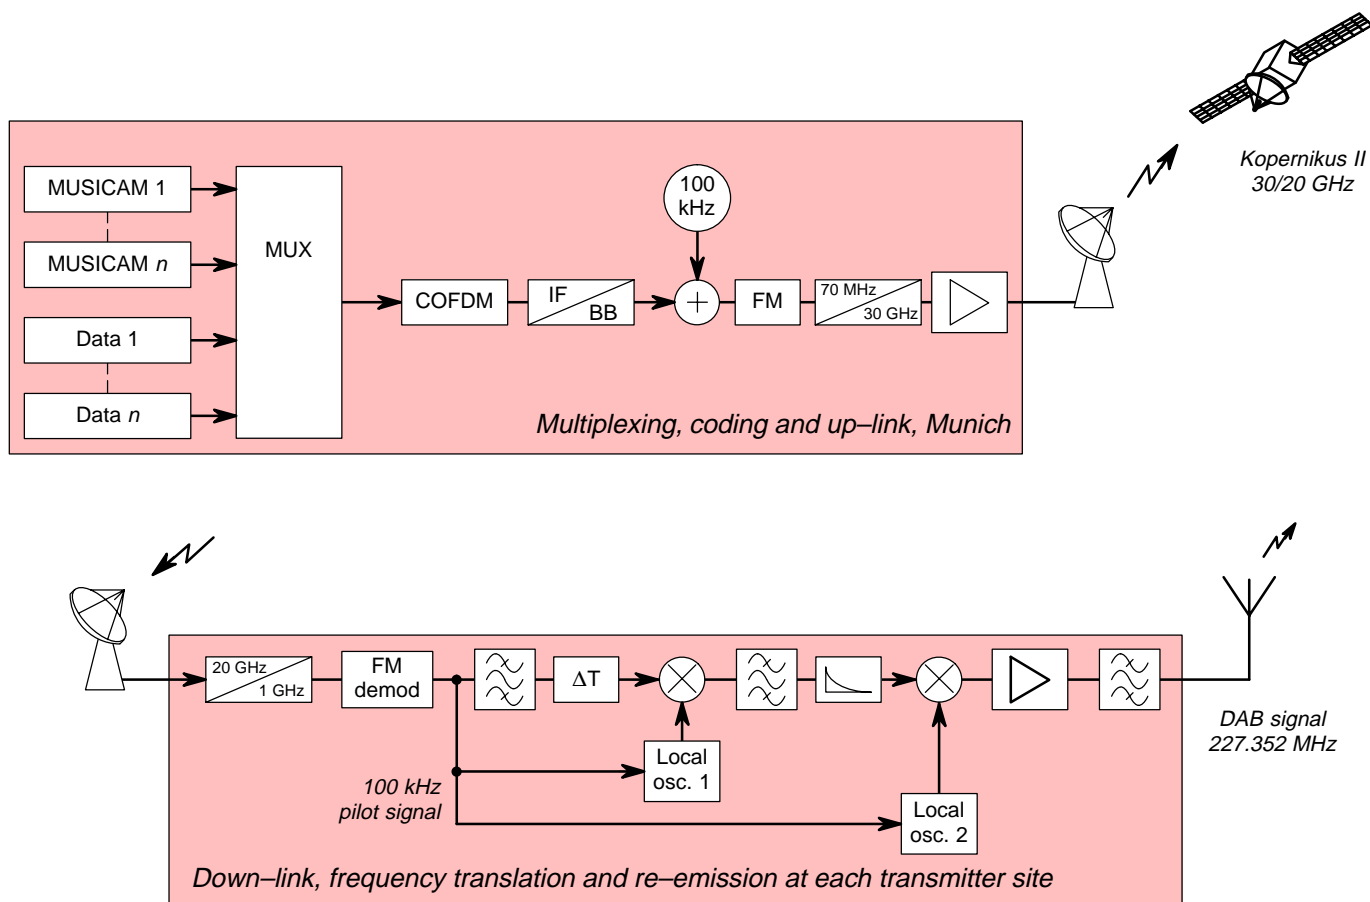 Kopernikus II
30/20 GHz
MUSICAM 1
MUSICAM n
Data 1
Data n
MUX
COFDM
IF
BB
100
kHz
+
FM
70 MHz
30 GHz
Multiplexing, coding and up–link, Munich
20 GHz
1 GHz
FM
demod
ΔT
Local
osc. 1
Local
osc. 2
100 kHz
pilot signal
DAB signal
227.352 MHz
Down–link, frequency translation and re–emission at each transmitter site